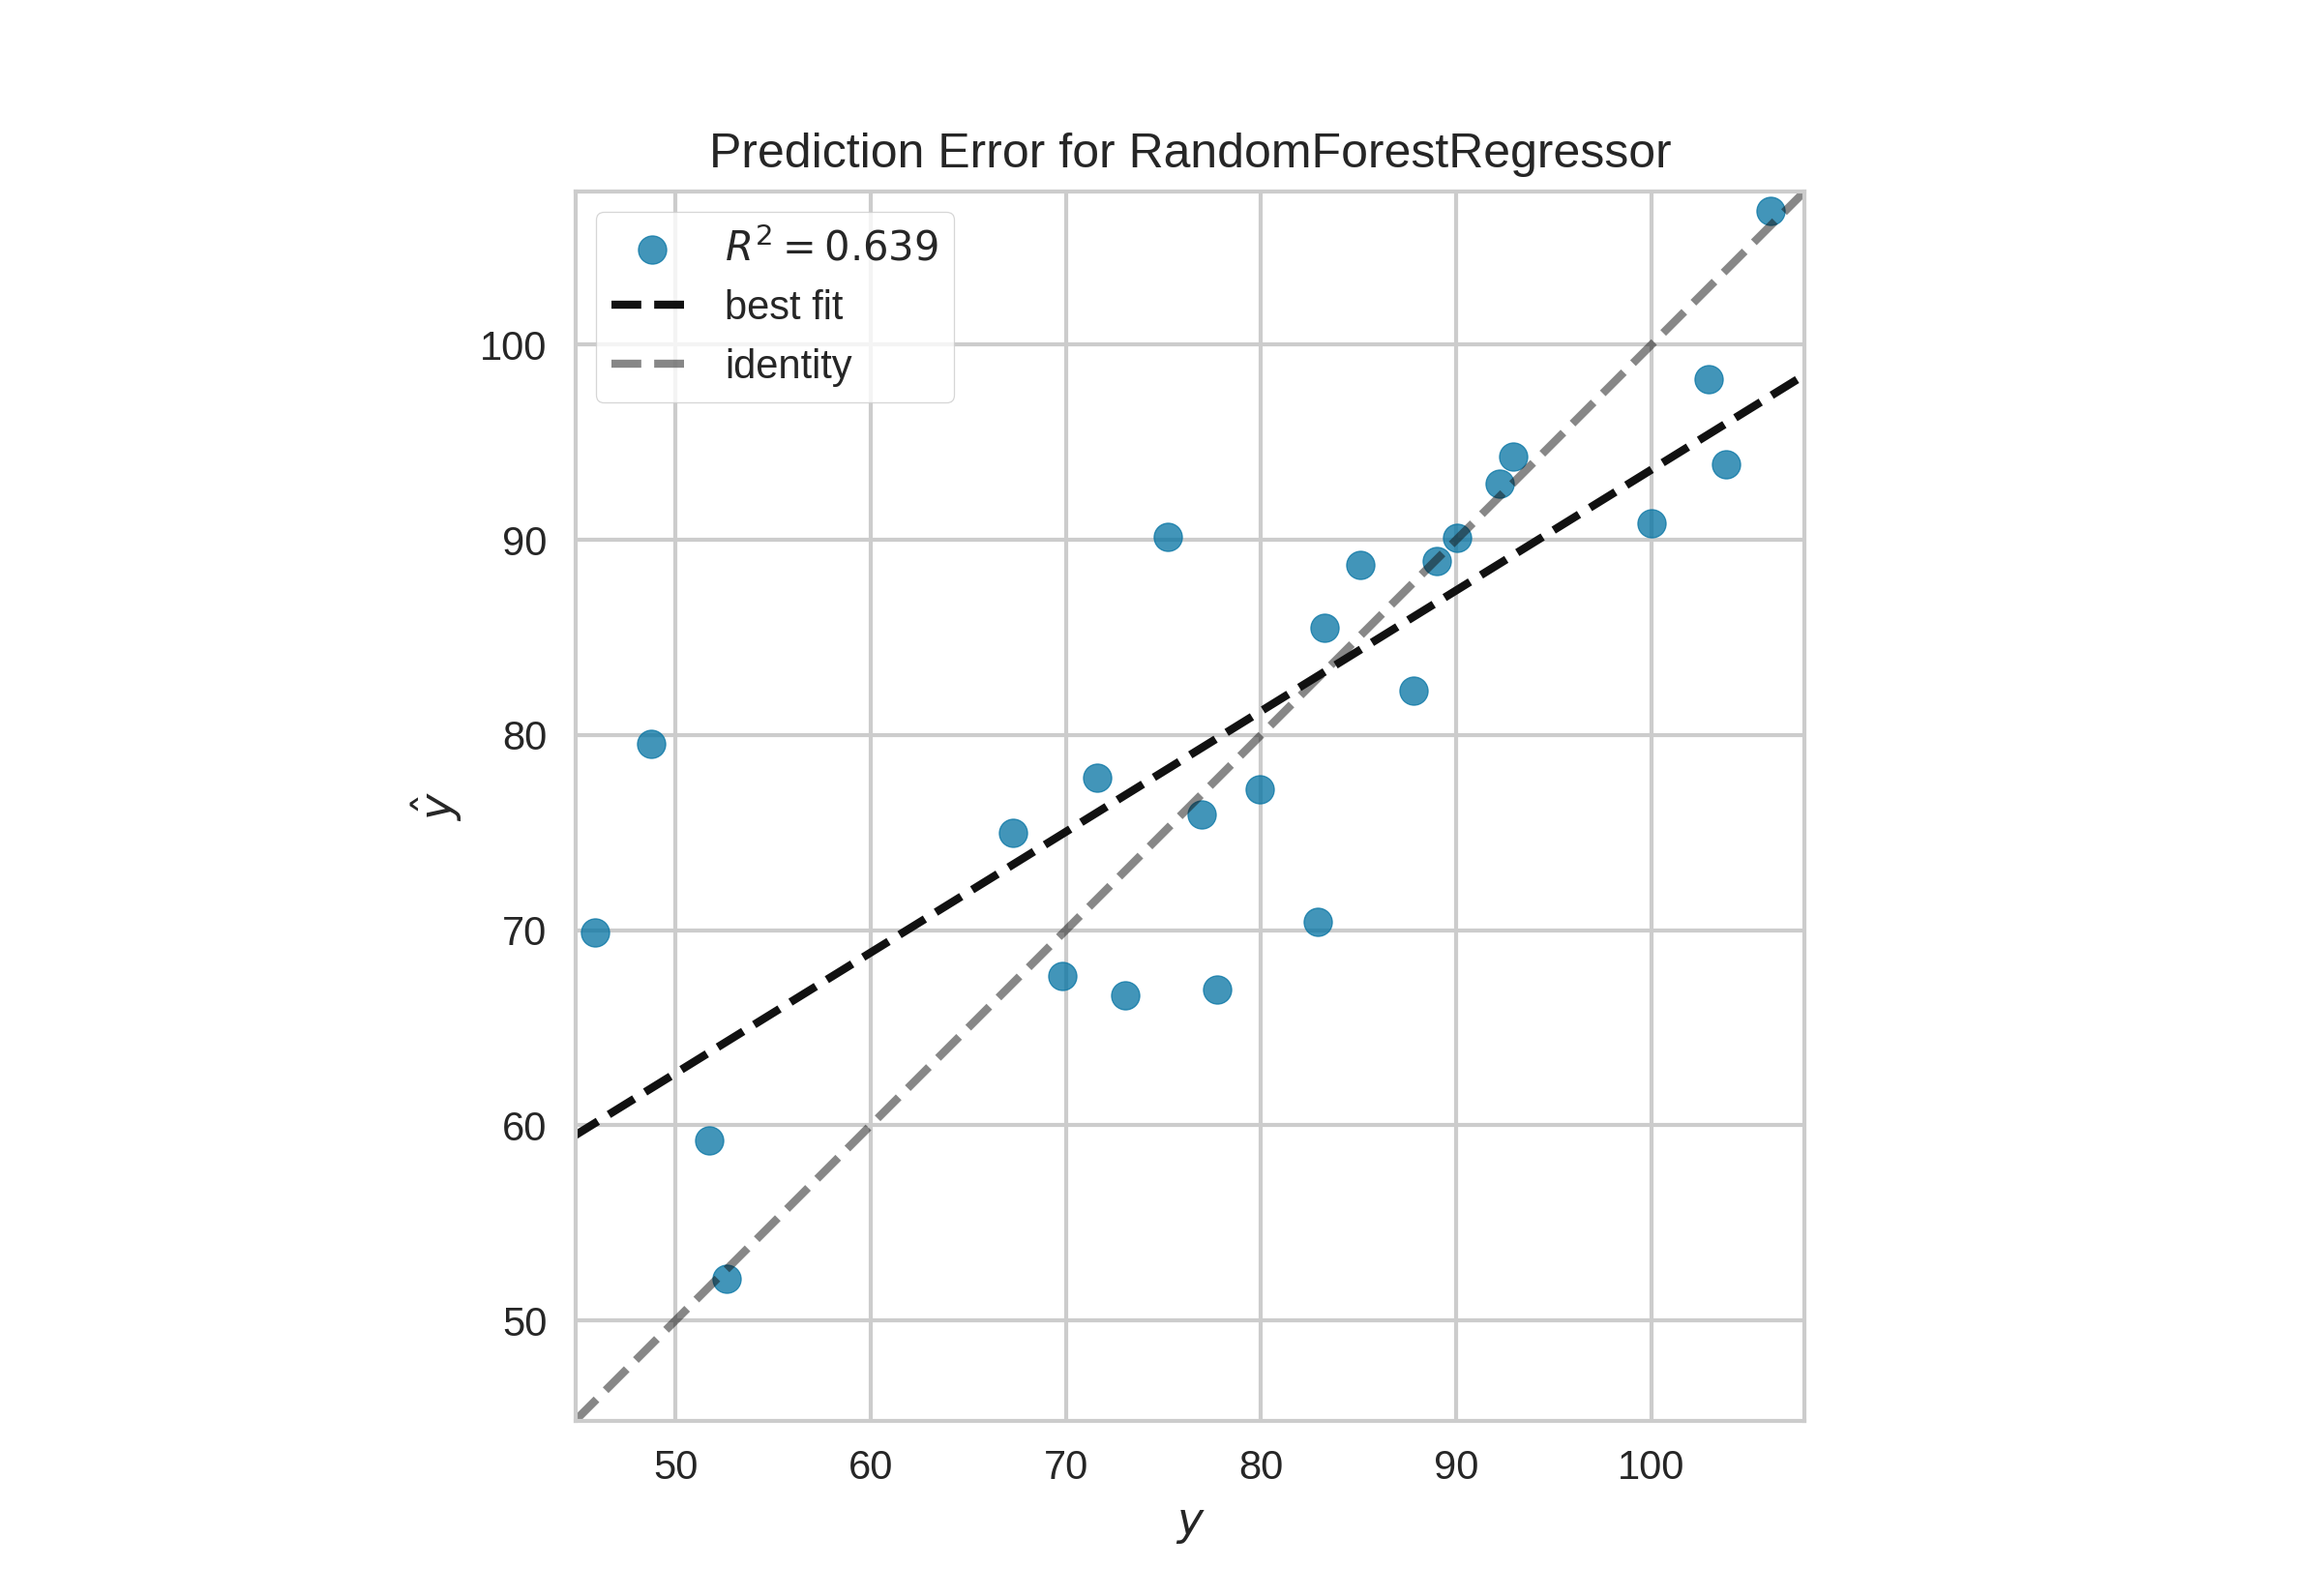 Prediction Error for RandomForestRegressor
R² = 0.639
best fit
identity
100
90
80
70
60
50
ŷ
50 60 70 80 90 100
y